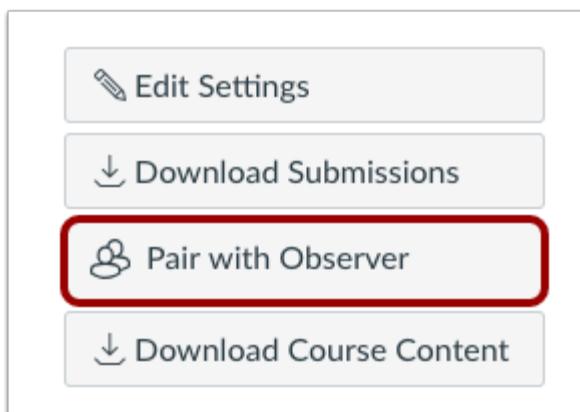 Edit Settings
Download Submissions
Pair with Observer
Download Course Content